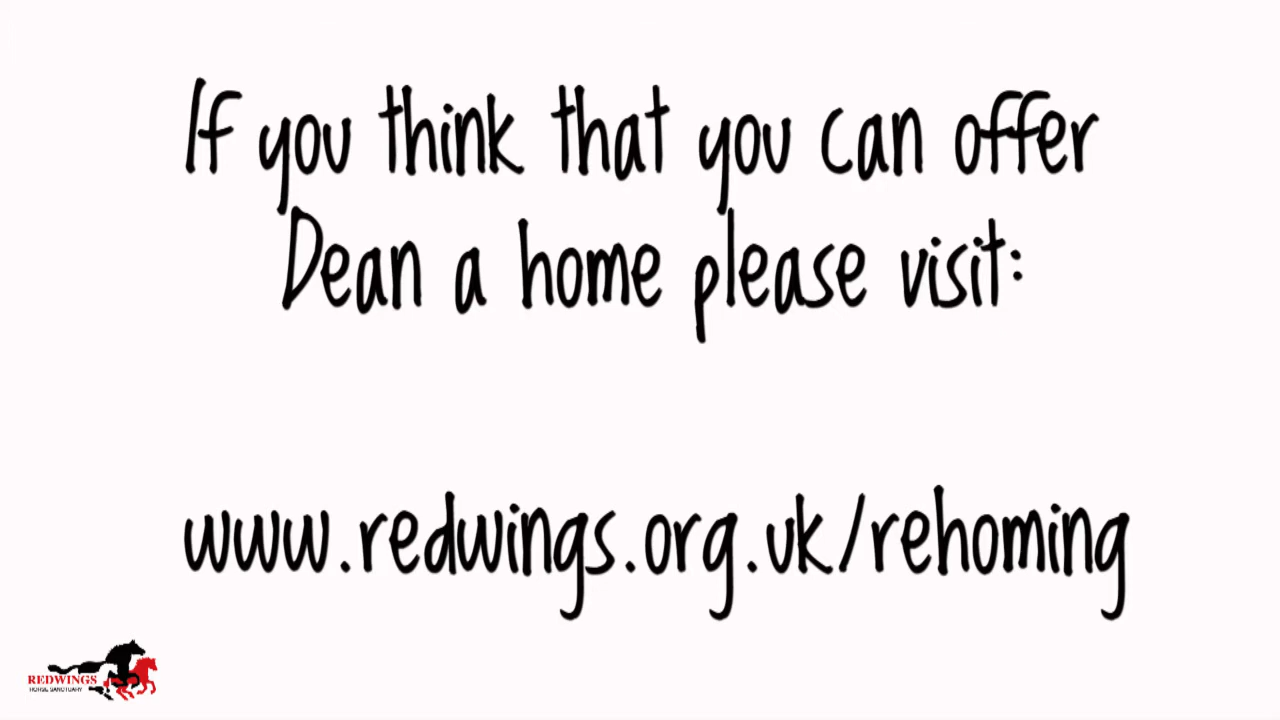 If you think that you can offer
Dean a home please visit:
www.redwings.org.uk/rehoming
REDWINGS
HORSE SANCTUARY